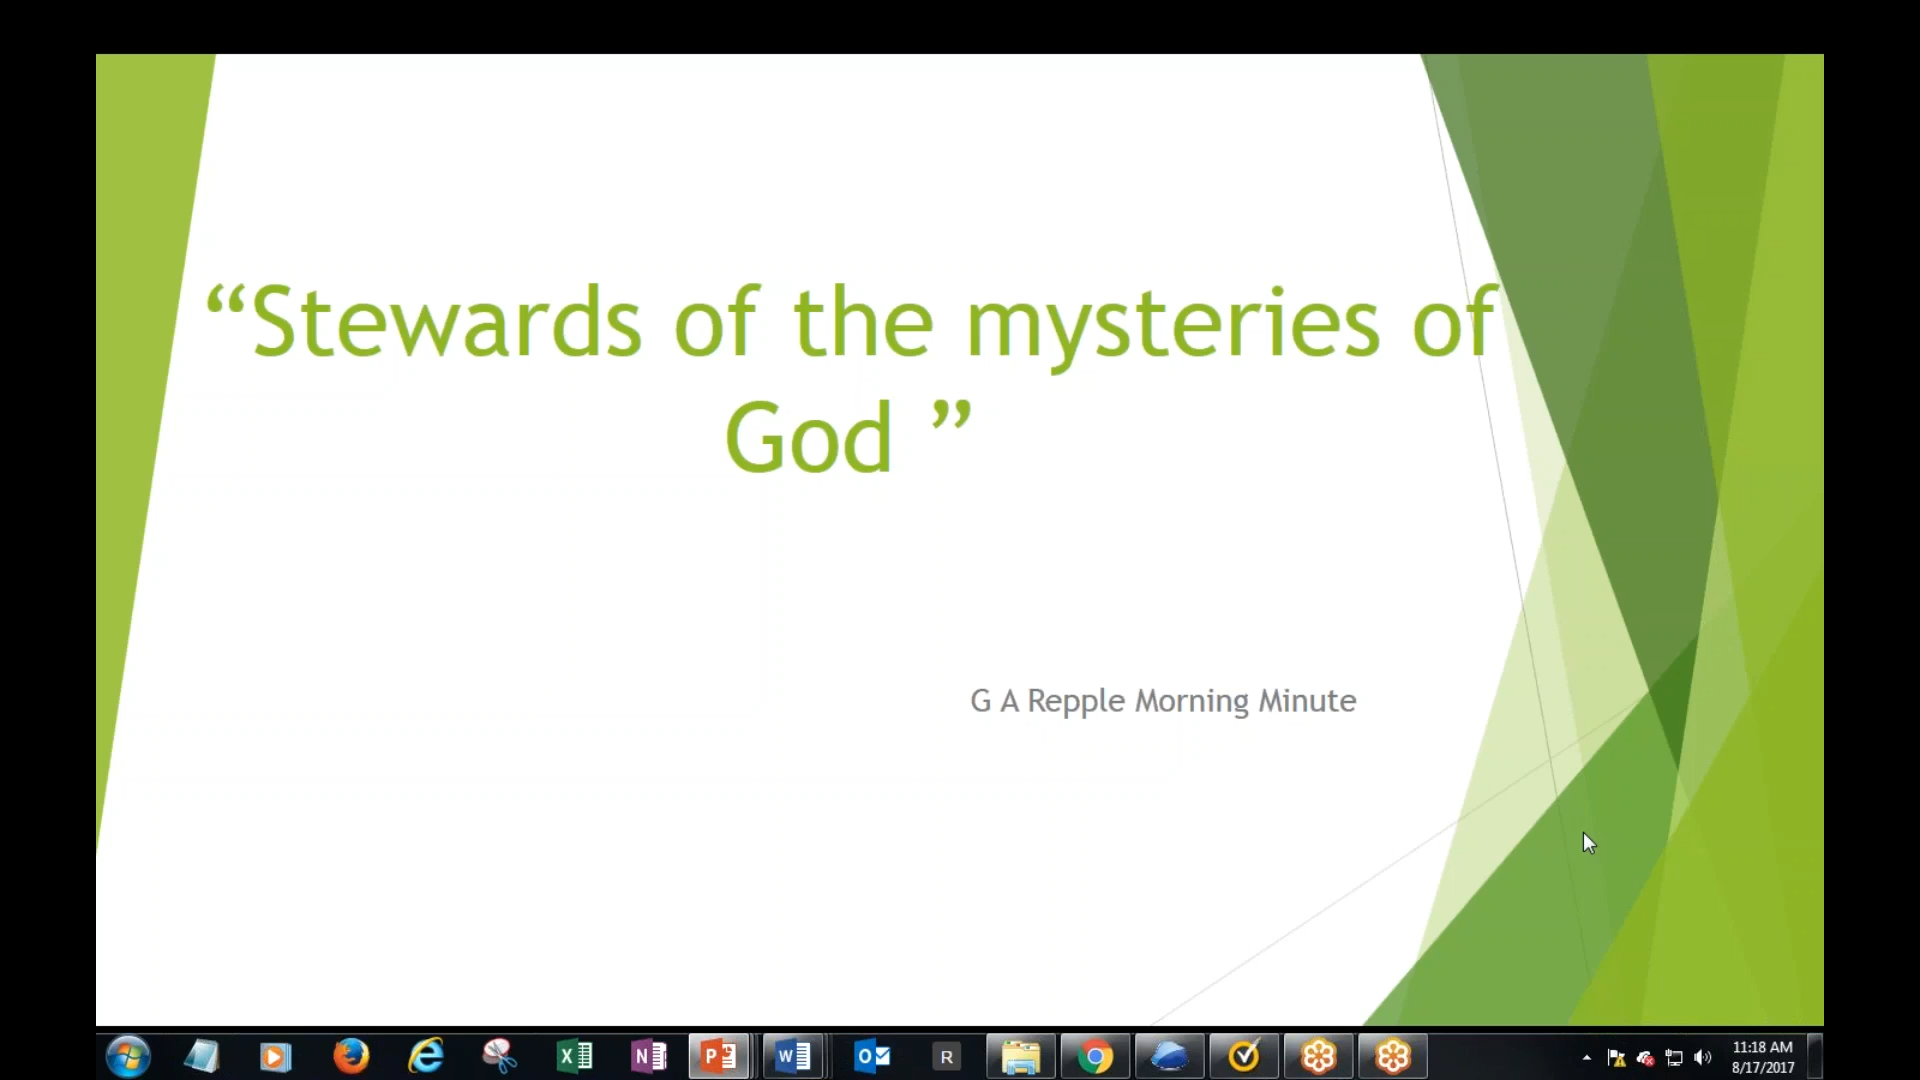 “Stewards of the mysteries of
God ”
G A Repple Morning Minute
R
11:18 AM
8/17/2017